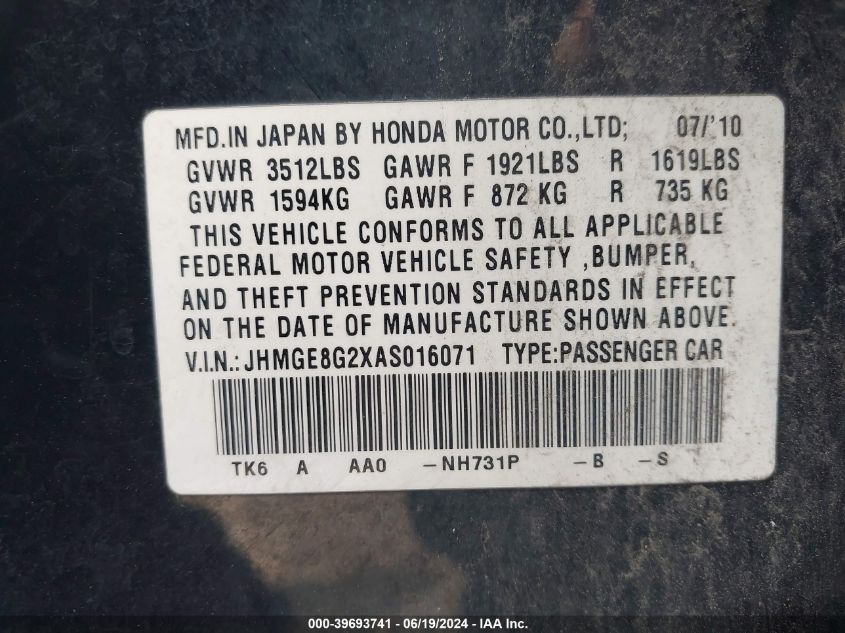 MFD.IN JAPAN BY HONDA MOTOR CO.,LTD; 07/'10
GVWR 3512LBS GAWR F 1921LBS R 1619LBS
GVWR 1594KG GAWR F 872 KG R 735 KG
THIS VEHICLE CONFORMS TO ALL APPLICABLE
FEDERAL MOTOR VEHICLE SAFETY ,BUMPER,
AND THEFT PREVENTION STANDARDS IN EFFECT
ON THE DATE OF MANUFACTURE SHOWN ABOVE.
V.I.N.: JHMGE8G2XAS016071 TYPE:PASSENGER CAR
TK6 A AA0 -NH731P -B -S
000-39693741 - 06/19/2024 - IAA Inc.